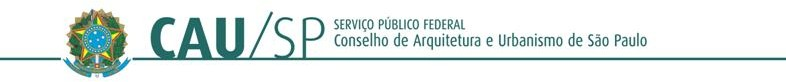 CAU/SP
SERVIÇO PÚBLICO FEDERAL
Conselho de Arquitetura e Urbanismo de São Paulo